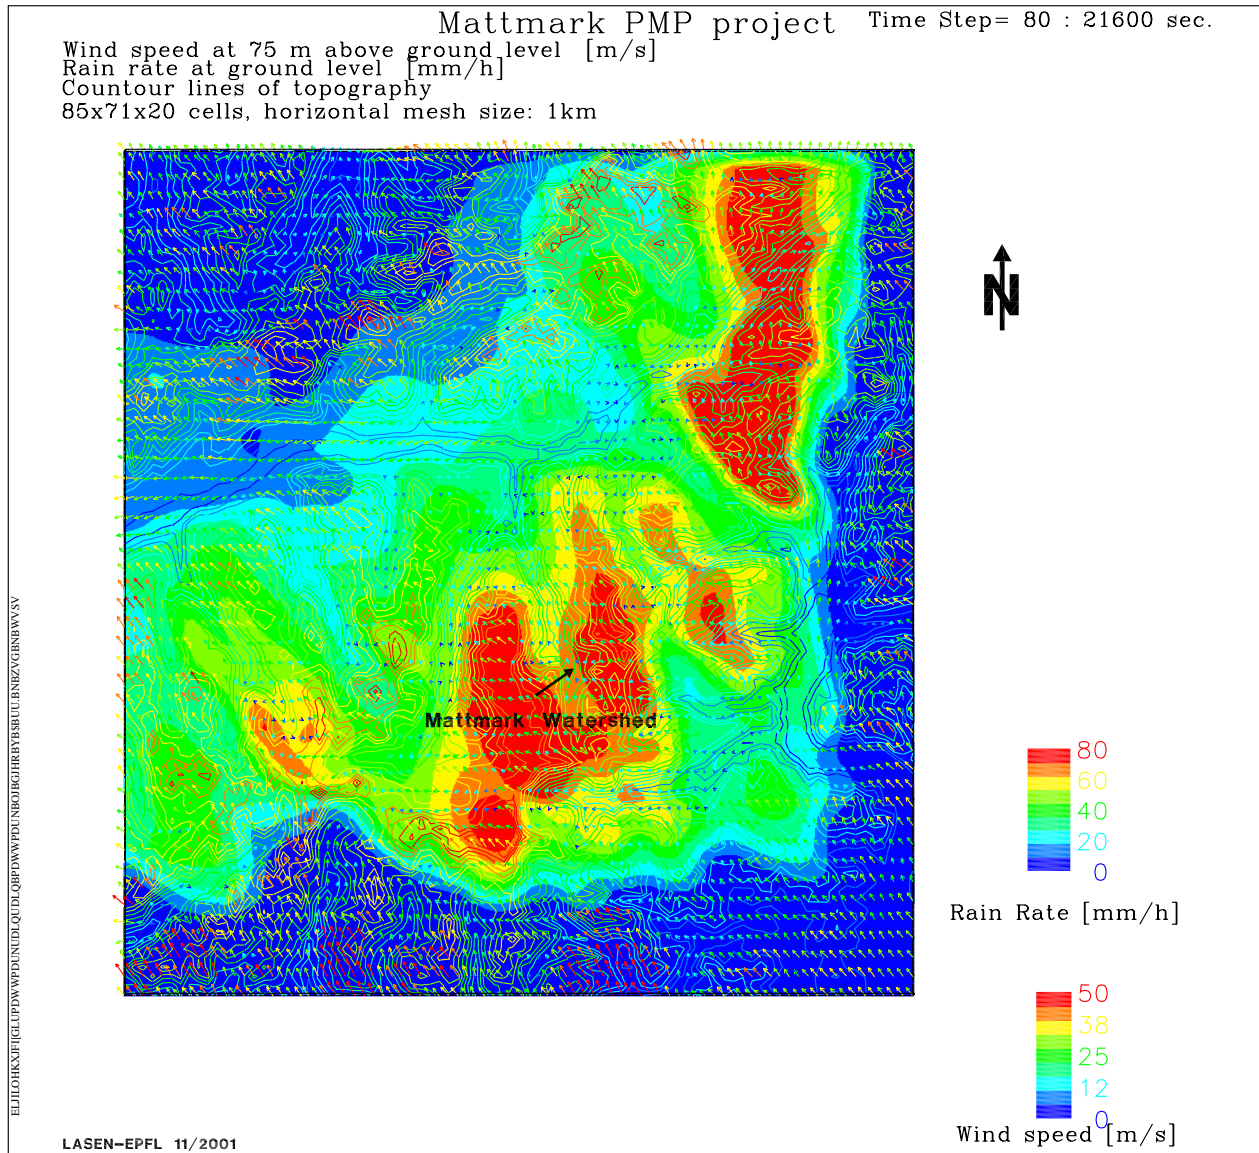 Mattmark PMP project
Time Step= 80 : 21600 sec.
Wind speed at 75 m above ground level [m/s]
Rain rate at ground level [mm/h]
Countour lines of topography
85x71x20 cells, horizontal mesh size: 1km
N
Mattmark Watershed
80
60
40
20
0
Rain Rate [mm/h]
50
38
25
12
0
Wind speed [m/s]
LASEN-EPFL 11/2001